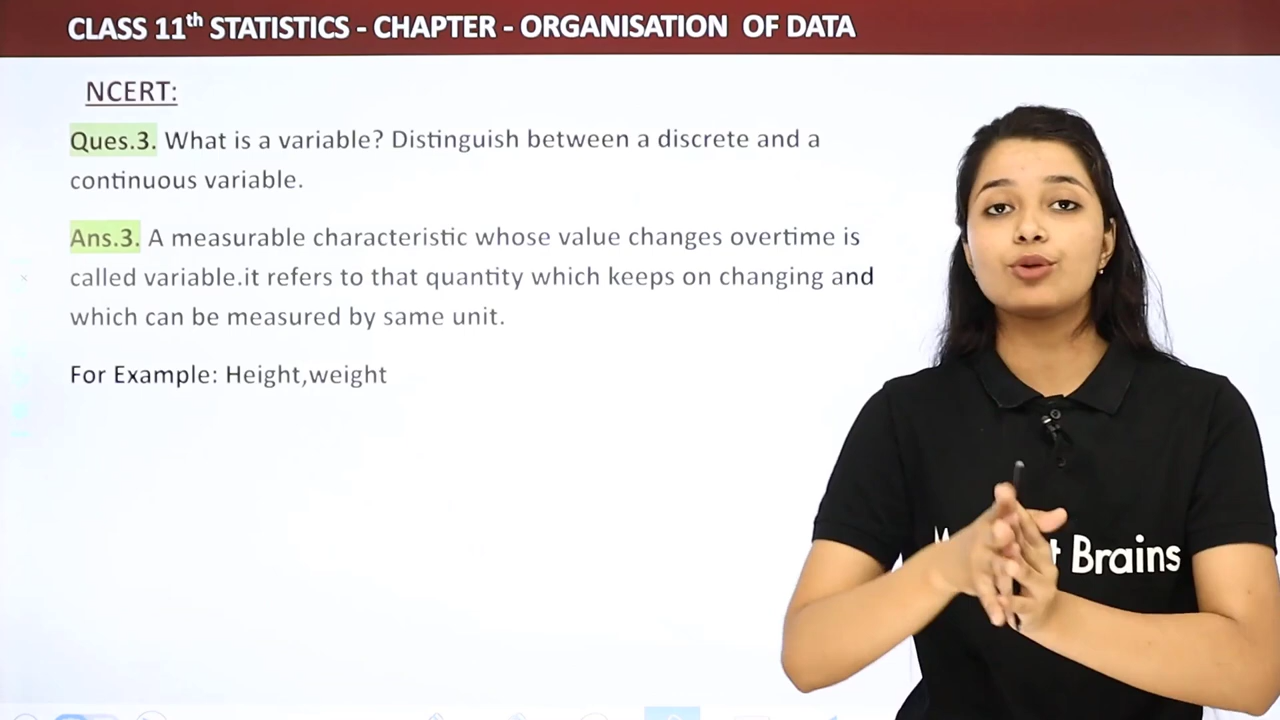 CLASS 11th STATISTICS - CHAPTER - ORGANISATION OF DATA
NCERT:
Ques.3. What is a variable? Distinguish between a discrete and a
continuous variable.
Ans.3. A measurable characteristic whose value changes overtime is
called variable.it refers to that quantity which keeps on changing and
which can be measured by same unit.
For Example: Height,weight
Brains